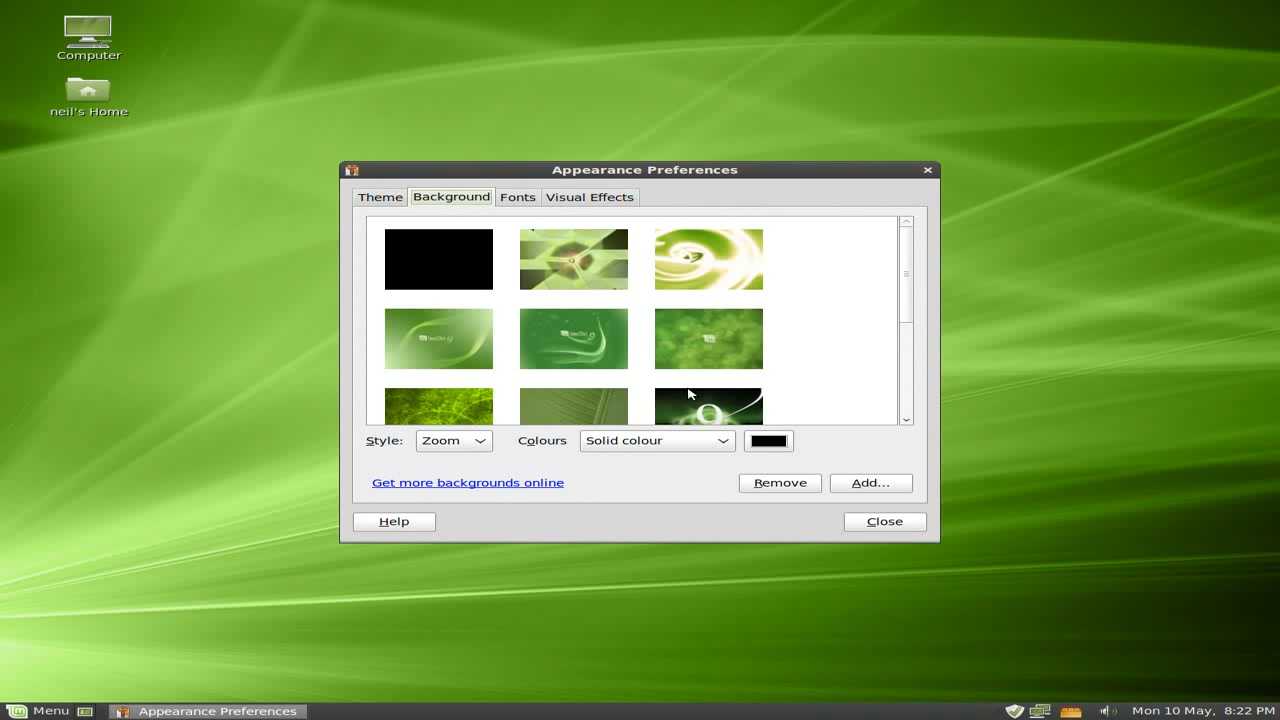 Computer
neil's Home
Appearance Preferences
Theme Background Fonts Visual Effects
Style: Zoom Colours Solid colour
Get more backgrounds online Remove Add...
Help Close
Menu Appearance Preferences Mon 10 May, 8:22 PM